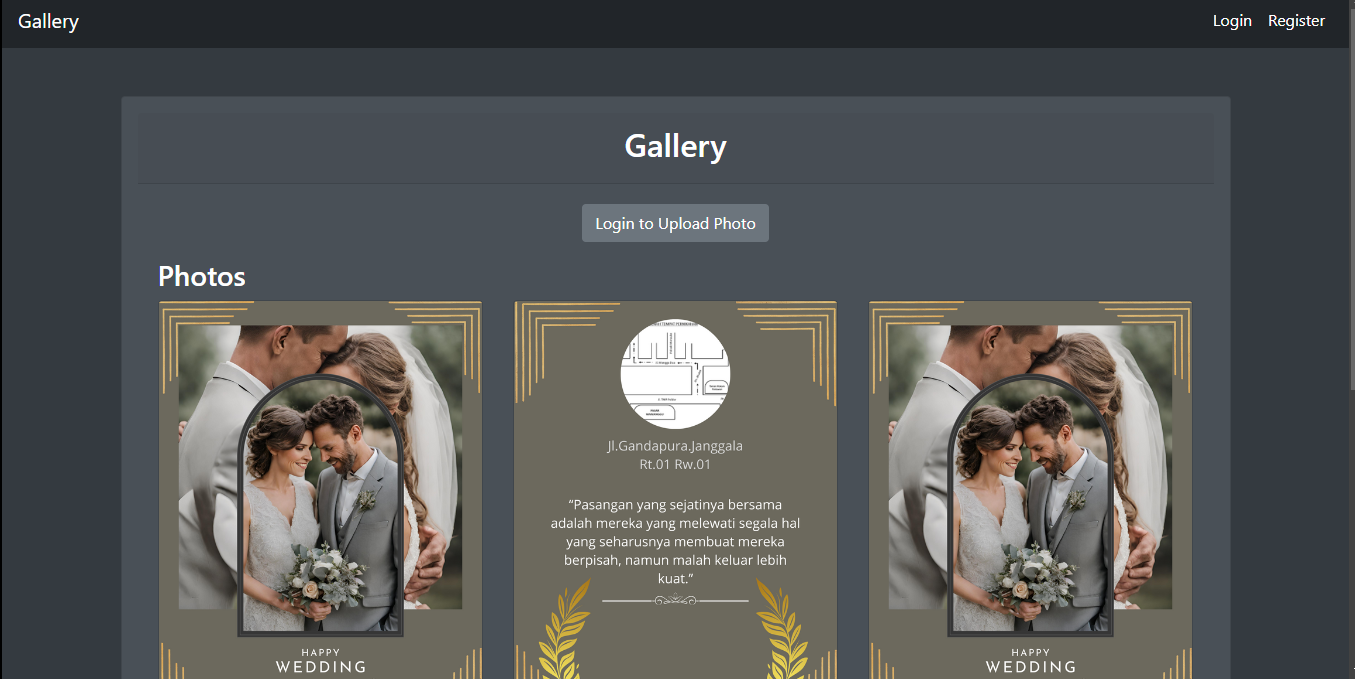 Gallery
Login Register
Gallery
Login to Upload Photo
Photos
Jl.Gandapura.Janggala
Rt.01 Rw.01
“Pasangan yang sejatinya bersama
adalah mereka yang melewati segala hal
yang seharusnya membuat mereka
berpisah, namun malah keluar lebih
kuat.”
HAPPY
WEDDING
HAPPY
WEDDING